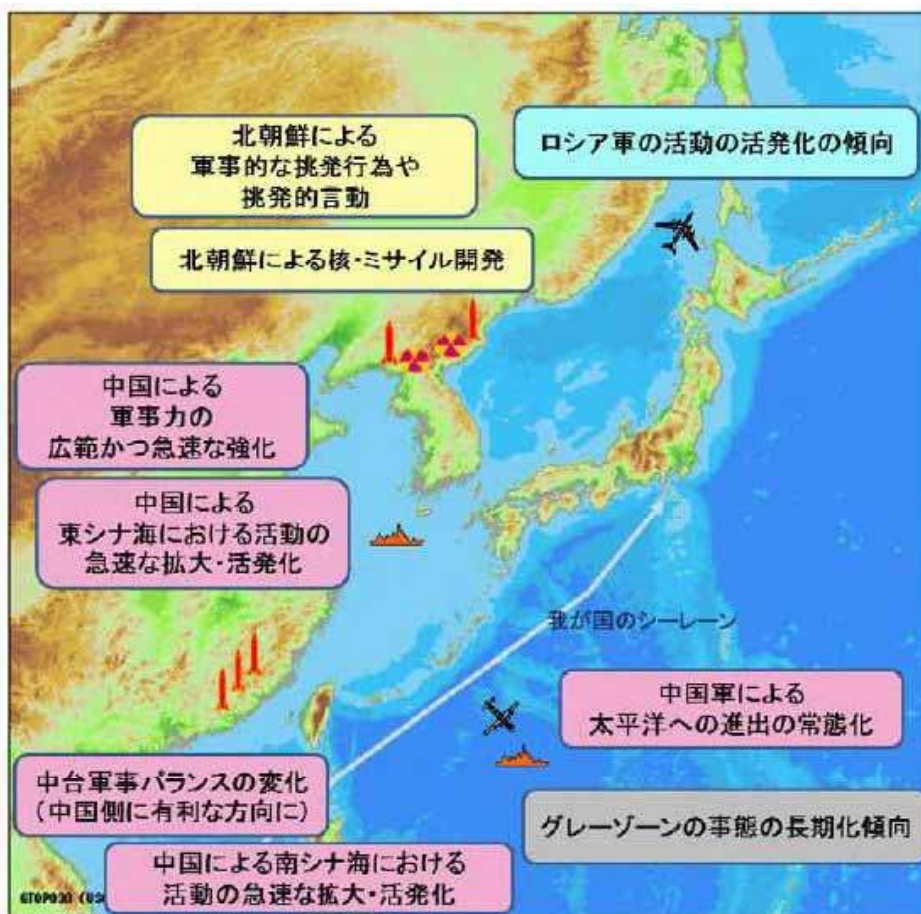 北朝鮮による
軍事的な挑発行為や
挑発的言動
ロシア軍の活動の活発化の傾向
北朝鮮による核・ミサイル開発
中国による
軍事力の
広範かつ急速な強化
中国による
東シナ海における活動の
急速な拡大・活発化
我が国のシーレーン
中国軍による
太平洋への進出の常態化
中台軍事バランスの変化
(中国側に有利な方向に)
グレーゾーンの事態の長期化傾向
中国による南シナ海における
活動の急速な拡大・活発化
GTOPO30